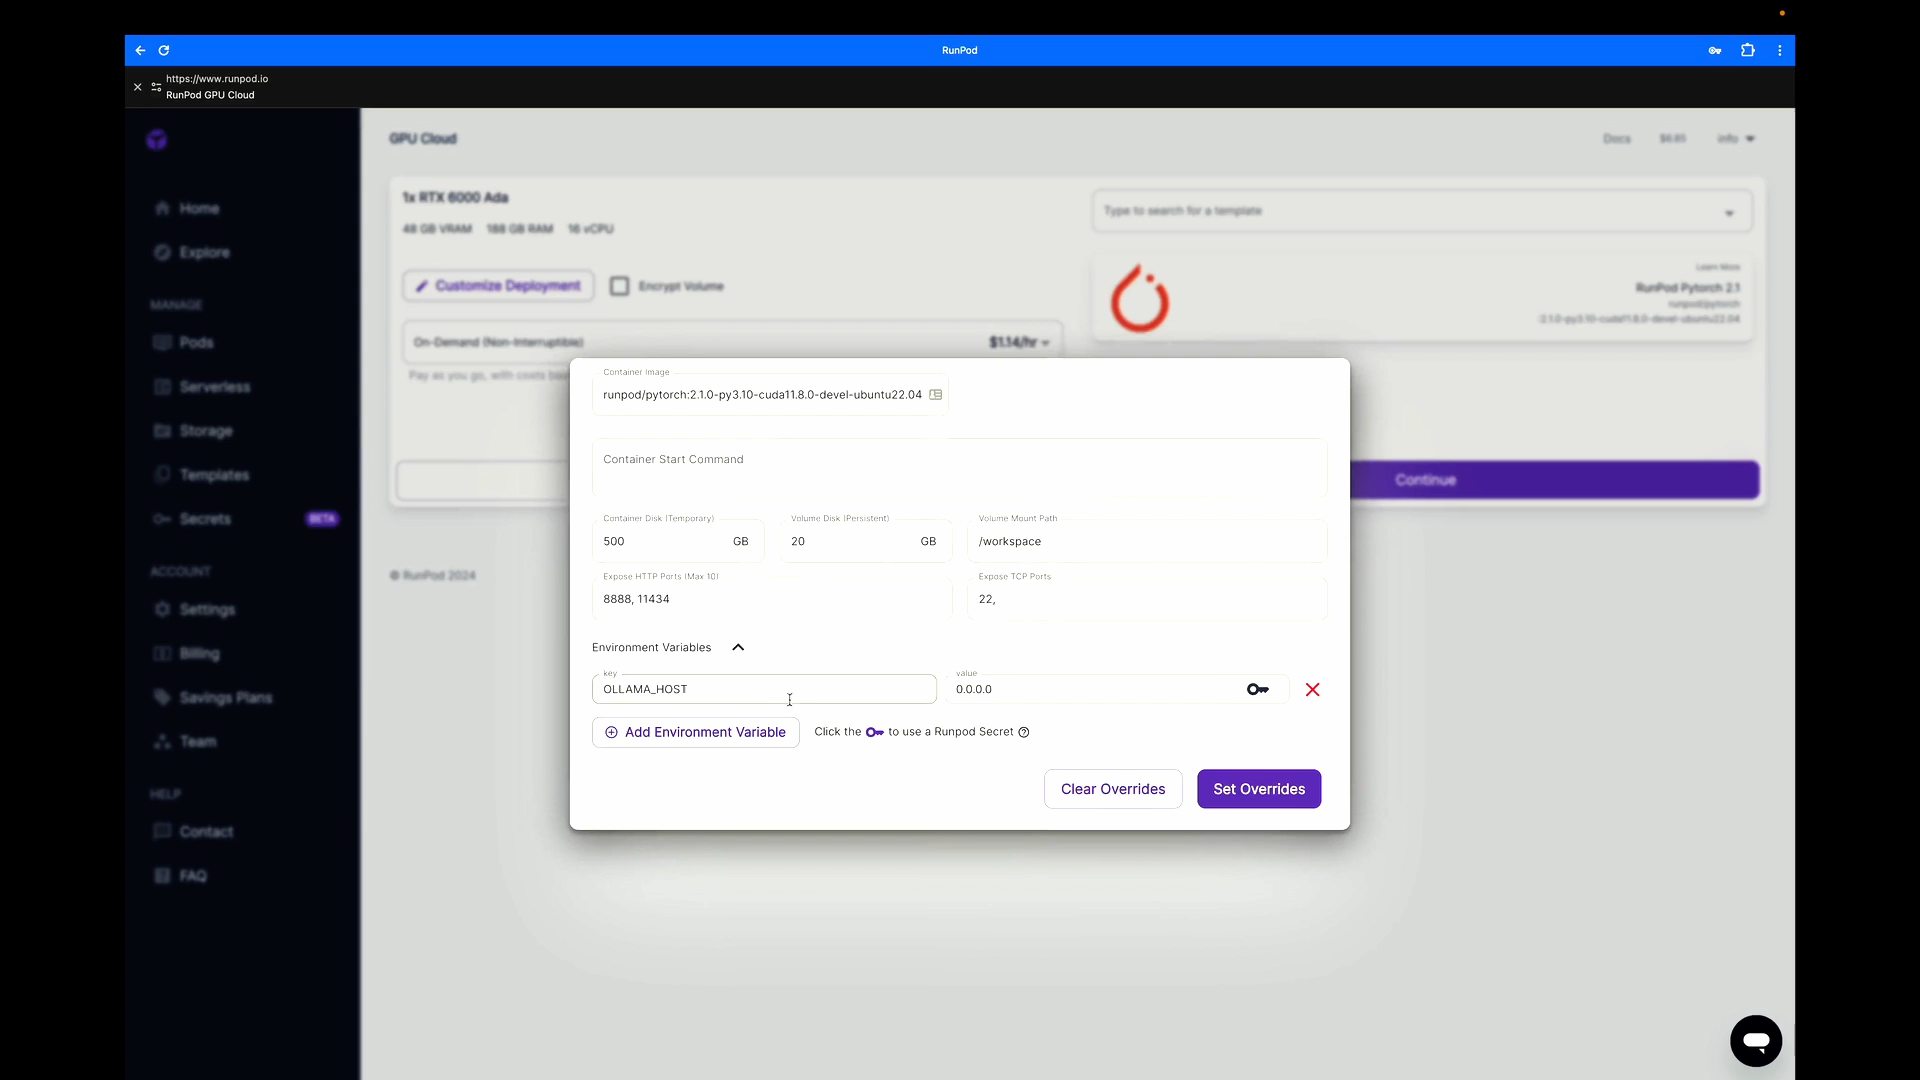 RunPod
https://www.runpod.io
RunPod GPU Cloud
GPU Cloud
Docs
$6.85
info
Home
Explore
MANAGE
Pods
Serverless
Storage
Templates
Secrets
BETA
ACCOUNT
Settings
Billing
Savings Plans
Team
HELP
Contact
FAQ
1x RTX 6000 Ada
48 GB VRAM 188 GB RAM 16 vCPU
Customize Deployment
Encrypt Volume
On-Demand (Non-Interruptible)
$1.14/hr
Pay as you go, with costs
Type to search for a template
Learn More
RunPod Pytorch 2.1
runpod/pytorch
:2.1.0-py3.10-cuda11.8.0-devel-ubuntu22.04
Continue
© RunPod 2024
Container Image
runpod/pytorch:2.1.0-py3.10-cuda11.8.0-devel-ubuntu22.04
Container Start Command
Container Disk (Temporary)
500 GB
Volume Disk (Persistent)
20 GB
Volume Mount Path
/workspace
Expose HTTP Ports (Max 10)
8888, 11434
Expose TCP Ports
22,
Environment Variables
key
OLLAMA_HOST
value
0.0.0.0
Add Environment Variable
Click the to use a Runpod Secret
Clear Overrides
Set Overrides